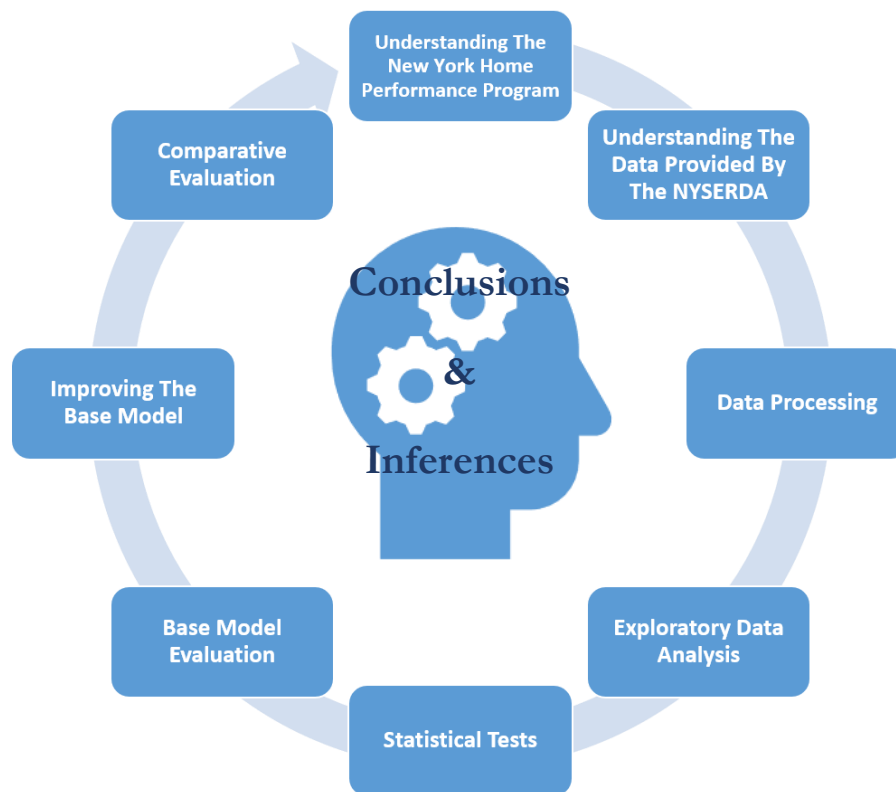 Understanding The
New York Home
Performance Program
Understanding The
Data Provided By
The NYSERDA
Data Processing
Exploratory Data
Analysis
Statistical Tests
Base Model
Evaluation
Improving The
Base Model
Comparative
Evaluation
Conclusions
&
Inferences